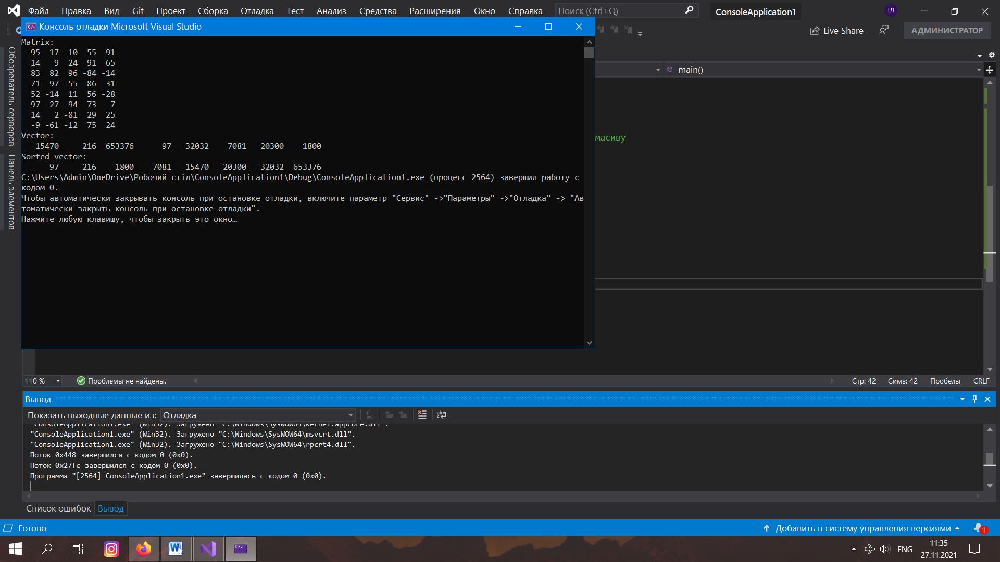 Файл Правка Вид Git Проект Сборка Отладка Тест Анализ Средства Расширения Окно Справка Поиск (Ctrl+Q) ConsoleApplication1 ІЛ
Консоль отладки Microsoft Visual Studio
Live Share АДМИНИСТРАТОР
Обозреватель серверов
Панель элементов
main()
Matrix:
-95 17 10 -55 91
-14 9 24 -91 -65
83 82 96 -84 -14
-71 97 -55 -86 -31
52 -14 11 56 -28
97 -27 -94 73 -7
14 2 -81 29 25
-9 -61 -12 75 24
Vector:
15470 216 653376 97 32032 7081 20300 1800
Sorted vector:
97 216 1800 7081 15470 20300 32032 653376
C:\Users\Admin\OneDrive\Робочий стіл\ConsoleApplication1\Debug\ConsoleApplication1.exe (процесс 2564) завершил работу с
кодом 0.
Чтобы автоматически закрывать консоль при остановке отладки, включите параметр "Сервис" ->"Параметры" ->"Отладка" -> "Ав
томатически закрыть консоль при остановке отладки".
Нажмите любую клавишу, чтобы закрыть это окно…
масиву
110 % Проблемы не найдены. Стр: 42 Симв: 42 Пробелы CRLF
Вывод
Показать выходные данные из: Отладка
"ConsoleApplication1.exe" (Win32). Загружено "C:\Windows\SysWOW64\kernel.appcore.dll".
"ConsoleApplication1.exe" (Win32). Загружено "C:\Windows\SysWOW64\msvcrt.dll".
"ConsoleApplication1.exe" (Win32). Загружено "C:\Windows\SysWOW64\rpcrt4.dll".
Поток 0x448 завершился с кодом 0 (0x0).
Поток 0x27fc завершился с кодом 0 (0x0).
Программа "[2564] ConsoleApplication1.exe" завершилась с кодом 0 (0x0).
Список ошибок Вывод
Готово Добавить в систему управления версиями 1
ENG 11:35
27.11.2021